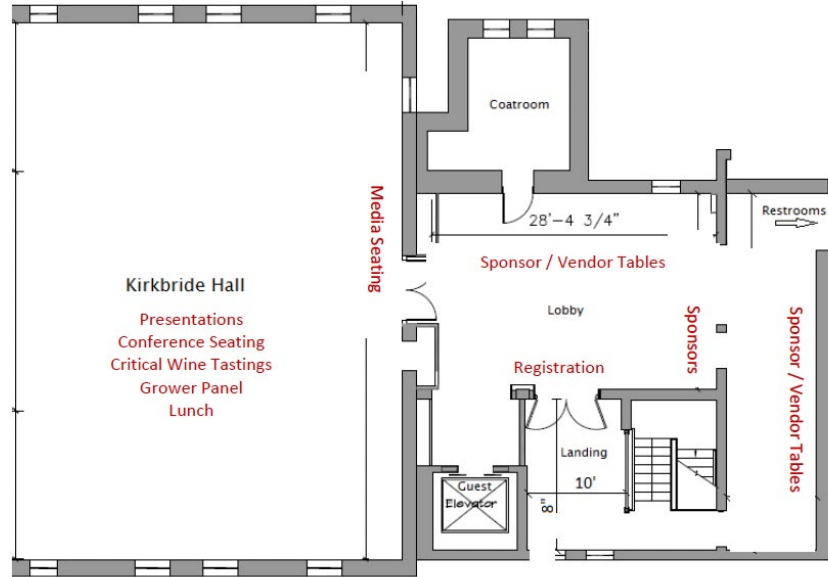 Coatroom
Restrooms
28'-4 3/4"
Media Seating
Sponsor / Vendor Tables
Kirkbride Hall
Lobby
Presentations
Conference Seating
Critical Wine Tastings
Grower Panel
Lunch
Sponsors
Sponsor / Vendor Tables
Registration
Landing
Guest
Elevator
10'
8"